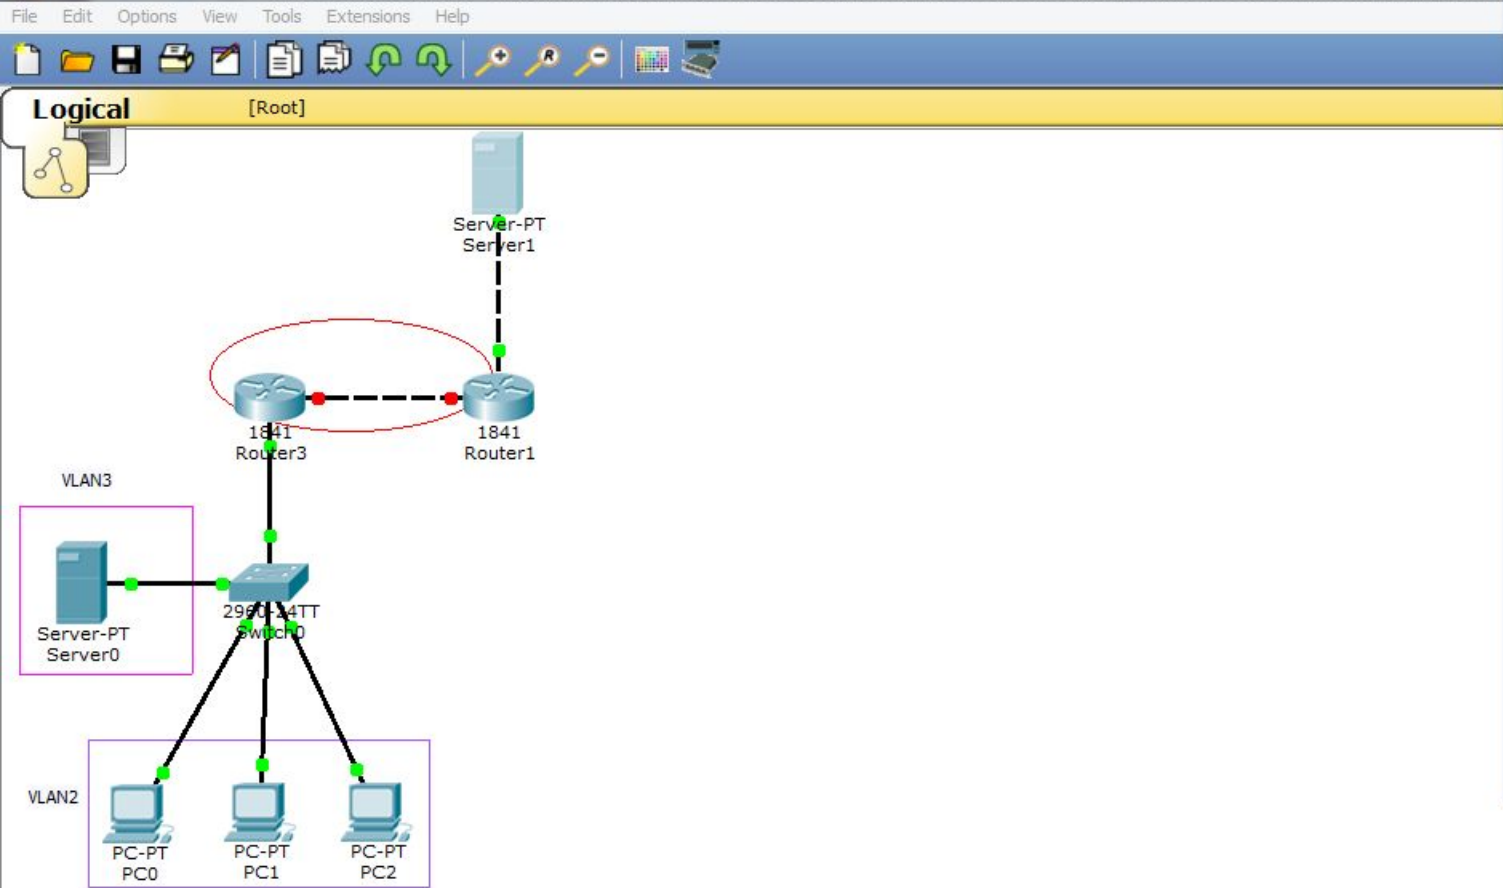 File Edit Options View Tools Extensions Help
R
Logical [Root]
Server-PT
Server1
1841
Router3
1841
Router1
VLAN3
Server-PT
Server0
2960-24TT
Switch0
VLAN2
PC-PT
PC0
PC-PT
PC1
PC-PT
PC2